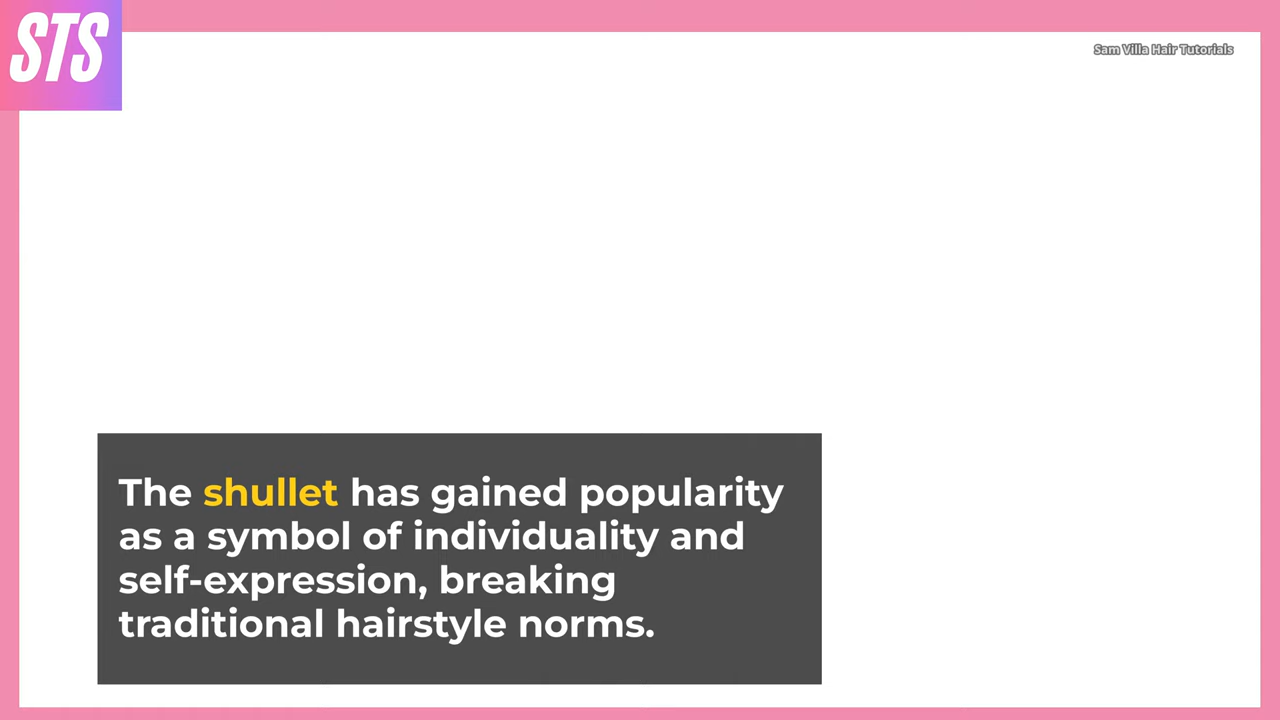 STS
Sam Villa Hair Tutorials
The shullet has gained popularity
as a symbol of individuality and
self-expression, breaking
traditional hairstyle norms.